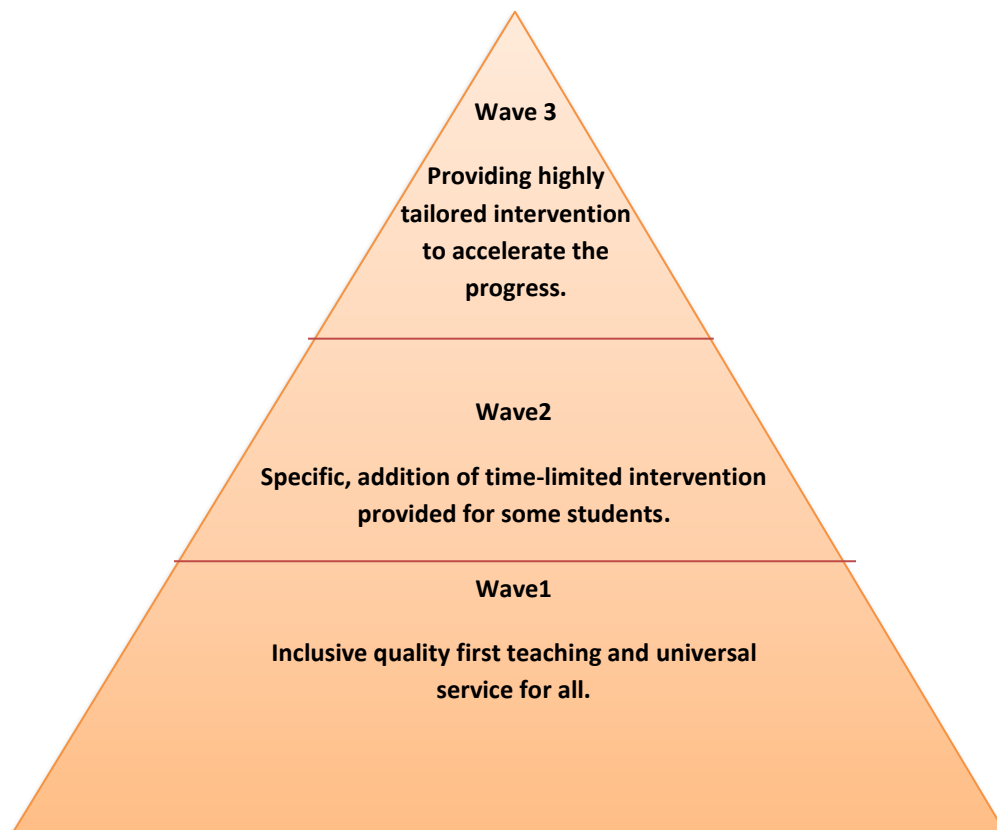 Wave 3
Providing highly
tailored intervention
to accelerate the
progress.
Wave2
Specific, addition of time-limited intervention
provided for some students.
Wave1
Inclusive quality first teaching and universal
service for all.